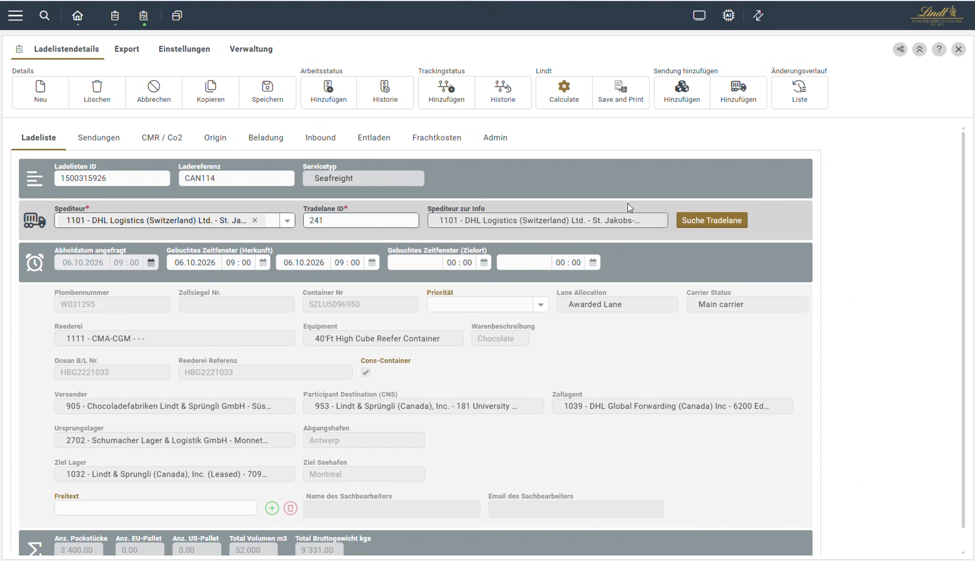 Lindt
Ladelistendetails Export Einstellungen Verwaltung
Details Arbeitsstatus Trackingstatus Lindt Sendung hinzufügen Änderungsverlauf
Neu Löschen Abbrechen Kopieren Speichern Hinzufügen Historie Hinzufügen Historie Calculate Save and Print Hinzufügen Hinzufügen Liste
Ladeliste Sendungen CMR / Co2 Origin Beladung Inbound Entladen Frachtkosten Admin
Ladelisten ID Ladereferenz Servicetyp
1500315926 CAN114 Seafreight
Spediteur* Tradelane ID* Spediteur zur Info
1101 - DHL Logistics (Switzerland) Ltd. - St. Ja... × 241 1101 - DHL Logistics (Switzerland) Ltd. - St. Jakobs-... Suche Tradelane
Abholdatum angefragt Gebuchtes Zeitfenster (Herkunft) Gebuchtes Zeitfenster (Zielort)
06.10.2026 09 : 00 06.10.2026 09 : 00 06.10.2026 09 : 00 00 : 00 00 : 00
Plombennummer Zollsiegel Nr. Container Nr Priorität Lane Allocation Carrier Status
W031295 SZLU5096950 Awarded Lane Main carrier
Reederei Equipment Warenbeschreibung
1111 - CMA-CGM - - - 40'Ft High Cube Reefer Container Chocolate
Ocean B/L Nr. Reederei Referenz Cons-Container
HBG2221033 HBG2221033
Versender Participant Destination (CNS) Zollagent
905 - Chocoladefabriken Lindt & Sprüngli GmbH - Süs... 953 - Lindt & Sprüngli (Canada), Inc. - 181 University ... 1039 - DHL Global Forwarding (Canada) Inc - 6200 Ed...
Ursprungslager Abgangshafen
2702 - Schumacher Lager & Logistik GmbH - Monnet... Antwerp
Ziel Lager Ziel Seehafen
1032 - Lindt & Sprungli (Canada), Inc. (Leased) - 709... Montreal
Freitext Name des Sachbearbeiters Email des Sachbearbeiters
Anz. Packstücke Anz. EU-Pallet Anz. US-Pallet Total Volumen m3 Total Bruttogewicht kgs
3'400.00 0.00 0.00 52.000 9'331.00